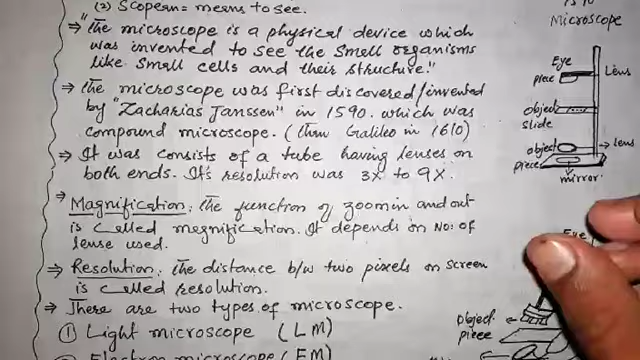 (2) Scopean = means to see.
⇒ "The microscope is a physical device which
was invented to see the small organisms
like small cells and their structure."
⇒ The microscope was first discovered/invented
by "Zacharias Janssen" in 1590. which was
compound microscope. (then Galileo in 1610)
⇒ It was consists of a tube having lenses on
both ends. It's resolution was 3X to 9X.
⇒ Magnification: The function of zoomin and out
is called megnification. It depends on No: of
lense used.
⇒ Resolution: The distance b/w two pixels on screen
is called resolution.
⇒ There are two types of microscope.
① Light microscope (LM)
Electron microscope (EM)
Microscope
Eye
piece
Lens
object
slide
object
piece
lens
mirror
Eye
object
piece